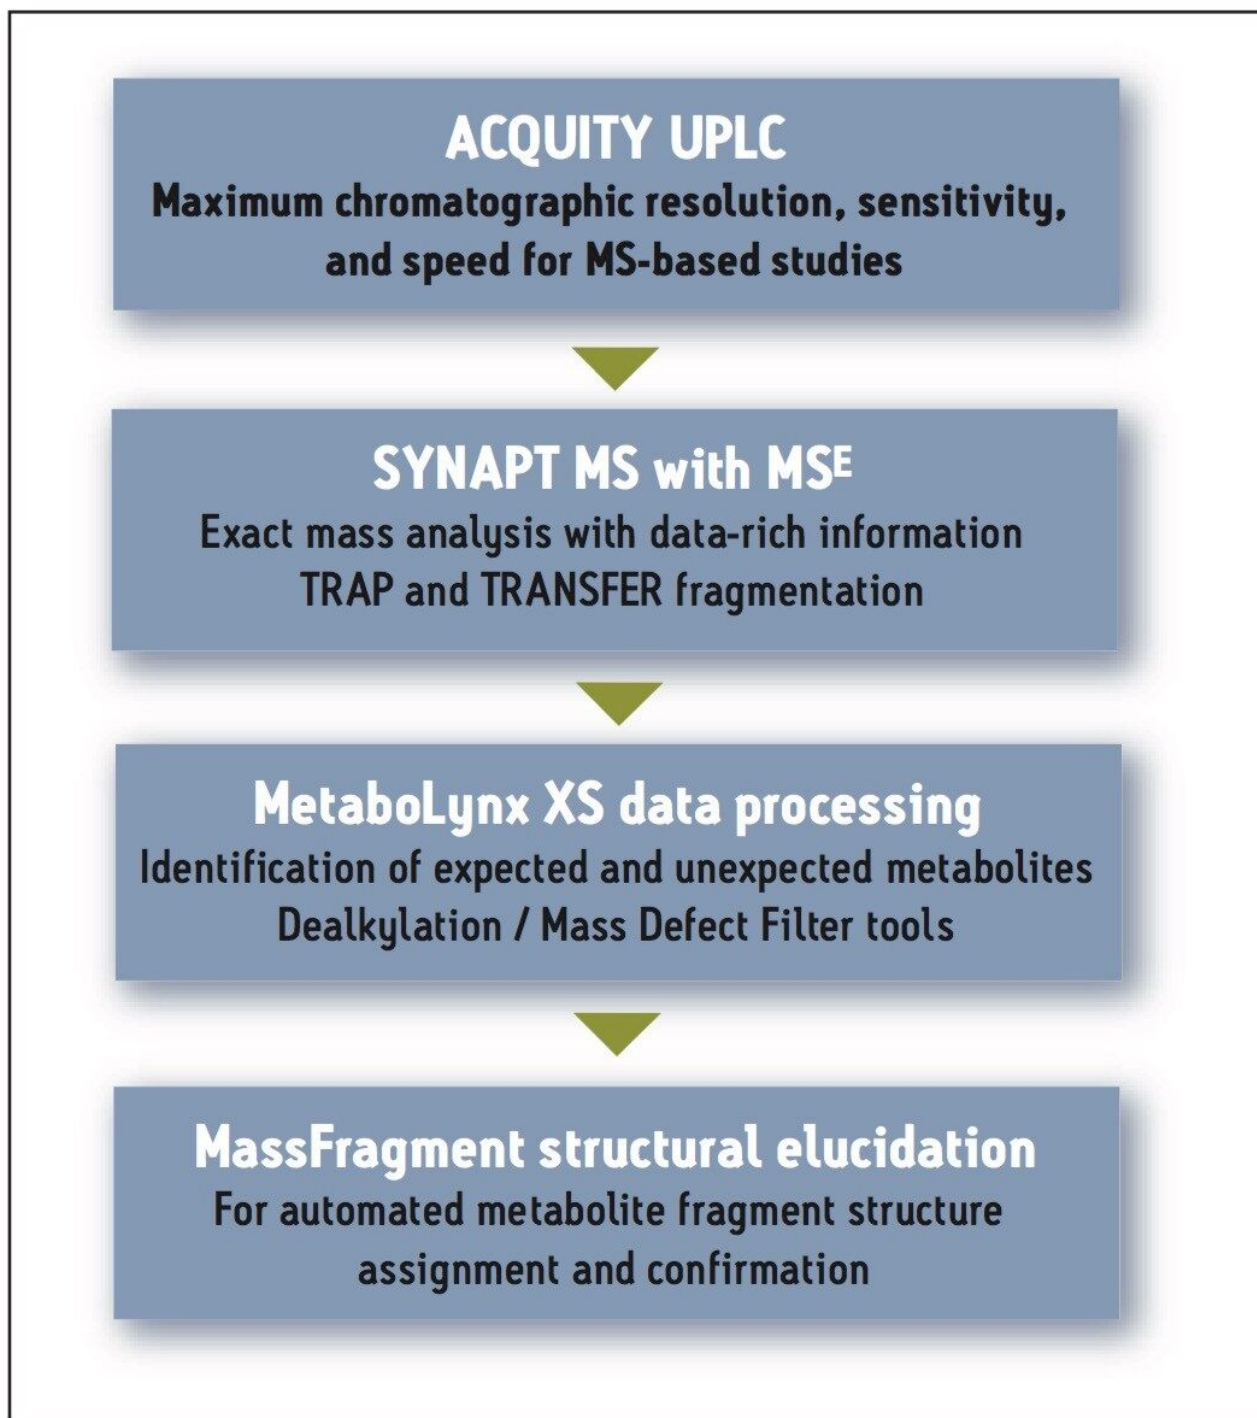 ACQUITY UPLC
Maximum chromatographic resolution, sensitivity,
and speed for MS-based studies
SYNAPT MS with MSᴱ
Exact mass analysis with data-rich information
TRAP and TRANSFER fragmentation
MetaboLynx XS data processing
Identification of expected and unexpected metabolites
Dealkylation / Mass Defect Filter tools
MassFragment structural elucidation
For automated metabolite fragment structure
assignment and confirmation